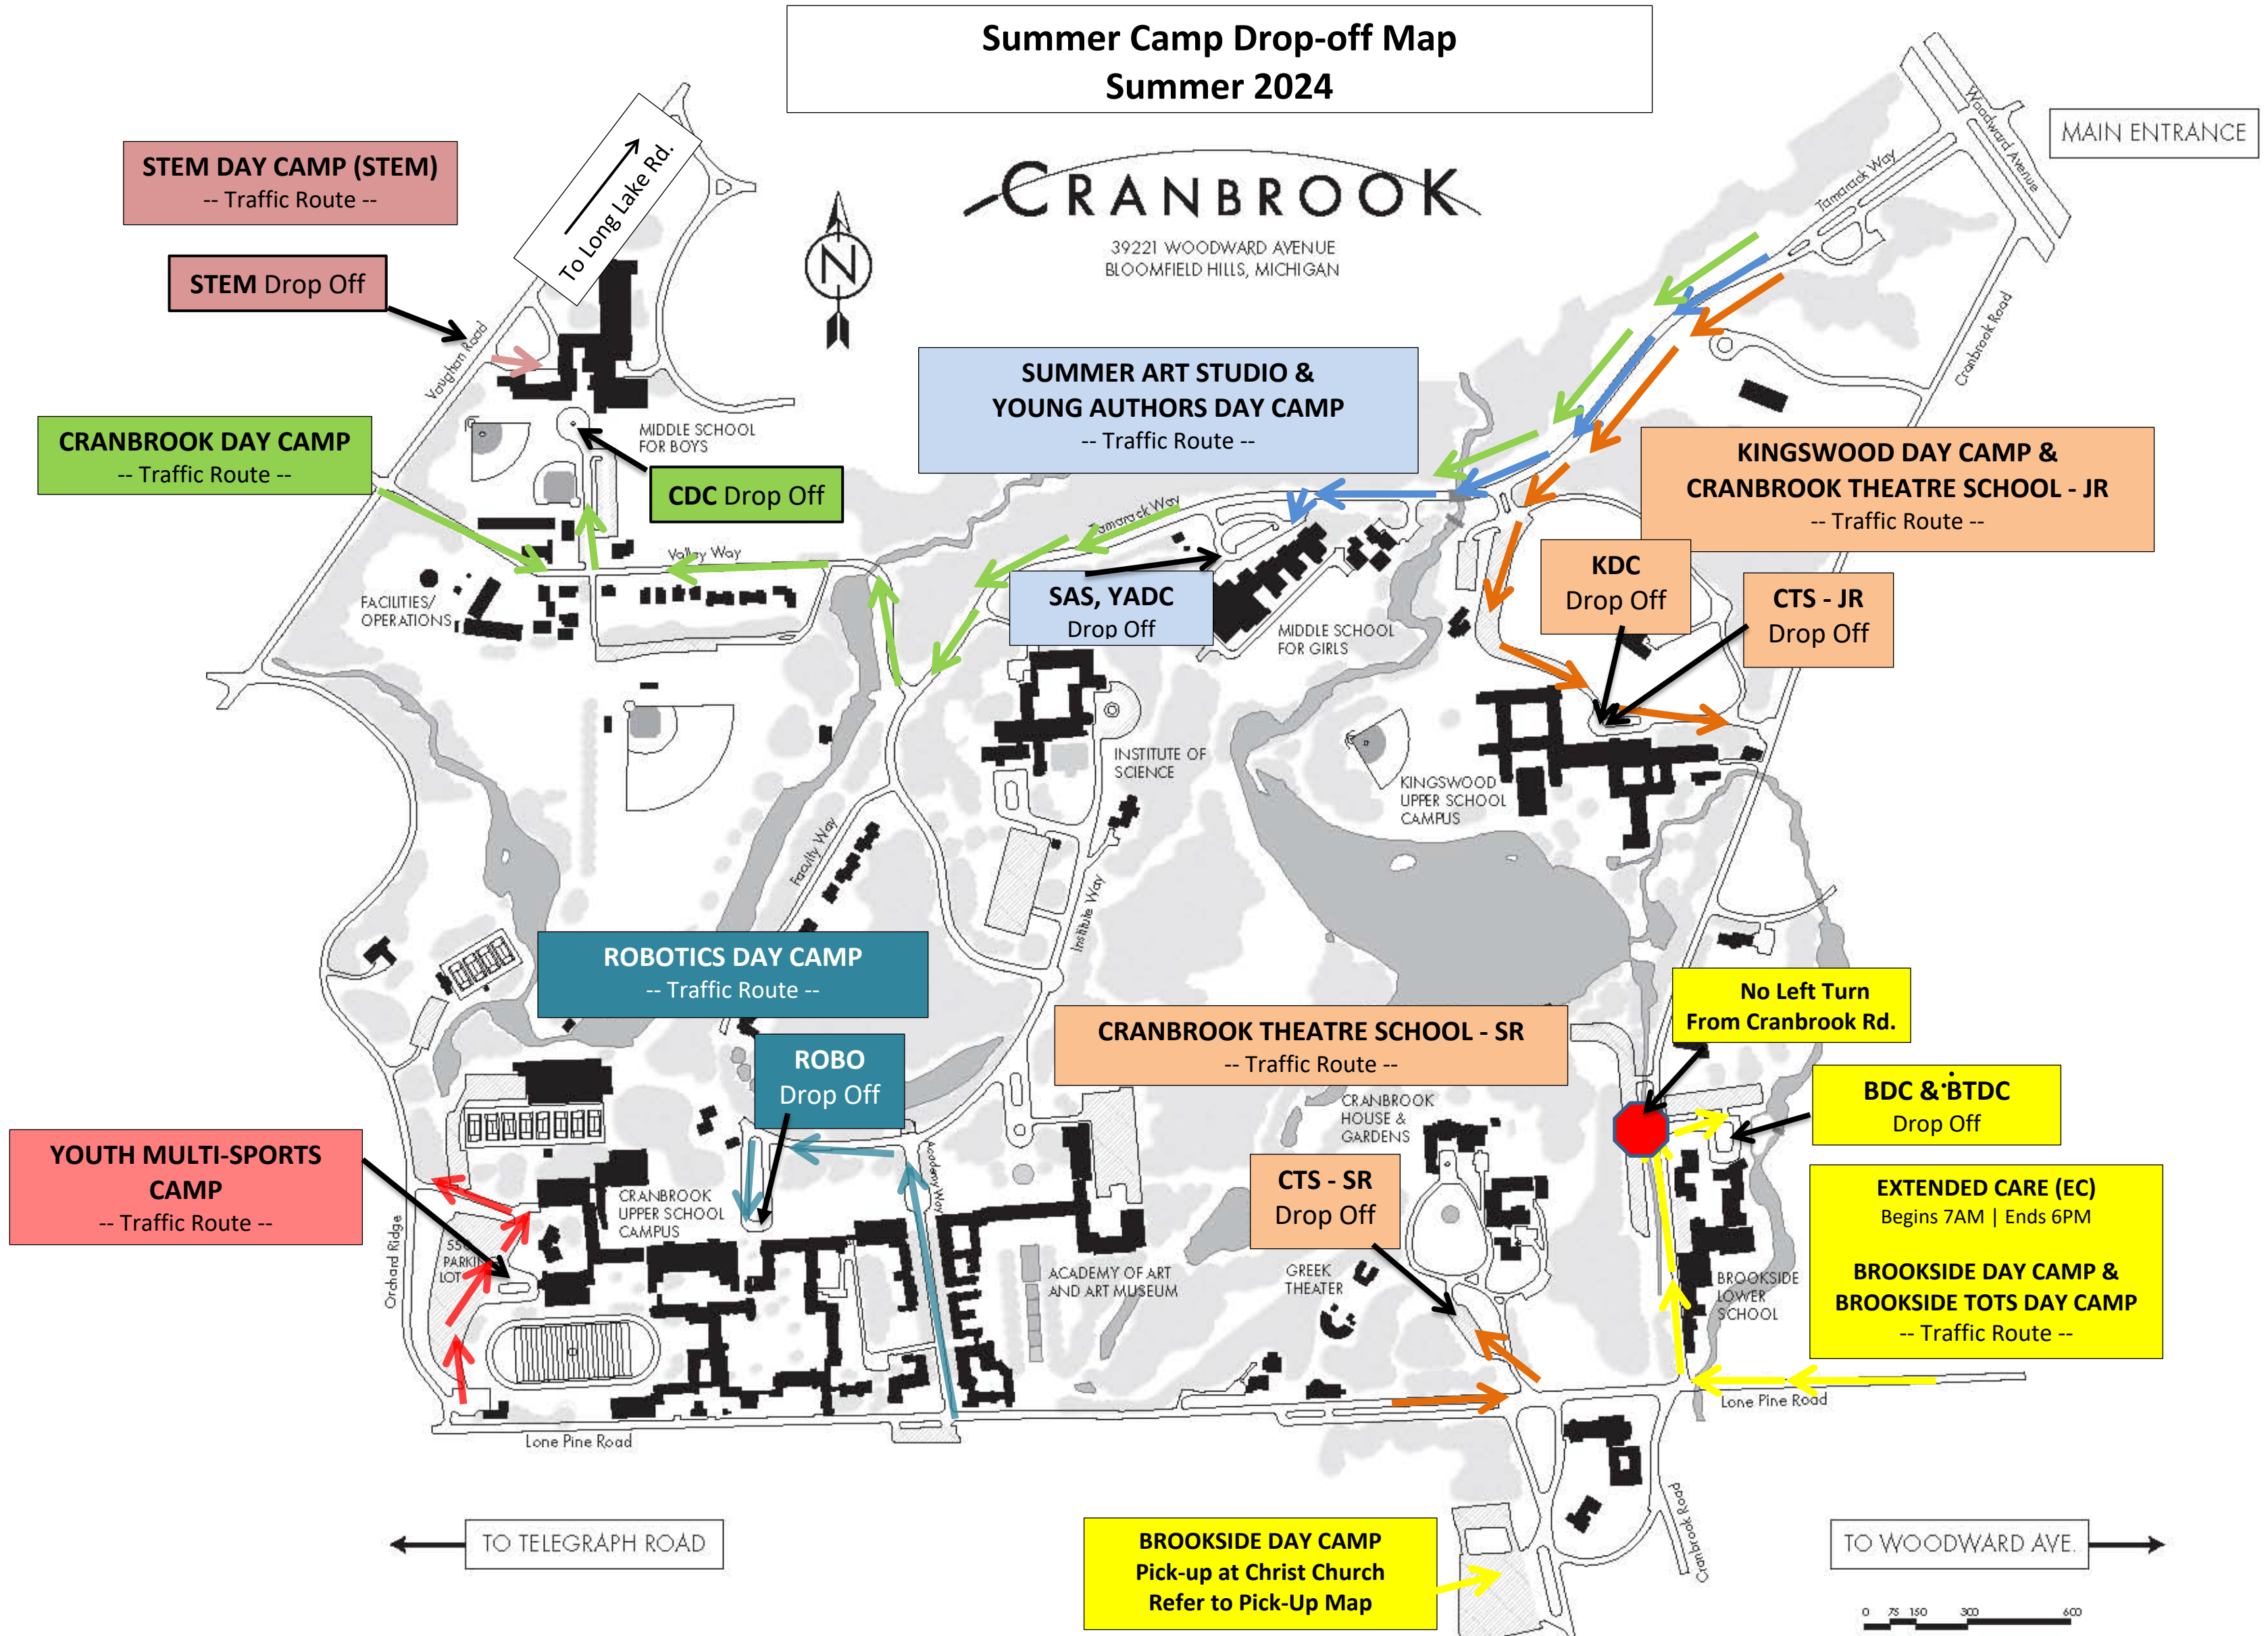 Summer Camp Drop-off Map
Summer 2024
MAIN ENTRANCE
Woodward Avenue
Tamarack Way
Cranbrook Road
CRANBROOK
39221 WOODWARD AVENUE
BLOOMFIELD HILLS, MICHIGAN
N
To Long Lake Rd.
STEM DAY CAMP (STEM)
-- Traffic Route --
STEM Drop Off
Vaughan Road
CRANBROOK DAY CAMP
-- Traffic Route --
MIDDLE SCHOOL
FOR BOYS
CDC Drop Off
SUMMER ART STUDIO &
YOUNG AUTHORS DAY CAMP
-- Traffic Route --
KINGSWOOD DAY CAMP &
CRANBROOK THEATRE SCHOOL - JR
-- Traffic Route --
KDC
Drop Off
CTS - JR
Drop Off
Tamarack Way
Valley Way
FACILITIES/
OPERATIONS
SAS, YADC
Drop Off
MIDDLE SCHOOL
FOR GIRLS
INSTITUTE OF
SCIENCE
KINGSWOOD
UPPER SCHOOL
CAMPUS
Faculty Way
Institute Way
ROBOTICS DAY CAMP
-- Traffic Route --
ROBO
Drop Off
CRANBROOK THEATRE SCHOOL - SR
-- Traffic Route --
No Left Turn
From Cranbrook Rd.
BDC & BTDC
Drop Off
CRANBROOK
HOUSE &
GARDENS
YOUTH MULTI-SPORTS
CAMP
-- Traffic Route --
CRANBROOK
UPPER SCHOOL
CAMPUS
Academy Way
CTS - SR
Drop Off
EXTENDED CARE (EC)
Begins 7AM | Ends 6PM
BROOKSIDE DAY CAMP &
BROOKSIDE TOTS DAY CAMP
-- Traffic Route --
Orchard Ridge
LOT
ACADEMY OF ART
AND ART MUSEUM
GREEK
THEATER
BROOKSIDE
LOWER
SCHOOL
Lone Pine Road
Lone Pine Road
Cranbrook Road
TO TELEGRAPH ROAD
BROOKSIDE DAY CAMP
Pick-up at Christ Church
Refer to Pick-Up Map
TO WOODWARD AVE.
0 75 150 300 600